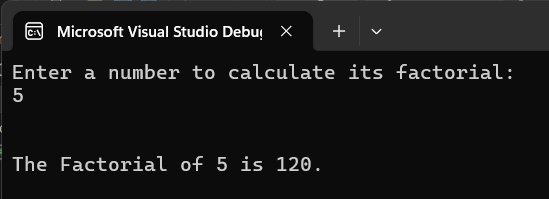 Microsoft Visual Studio Debu
Enter a number to calculate its factorial:
5
The Factorial of 5 is 120.